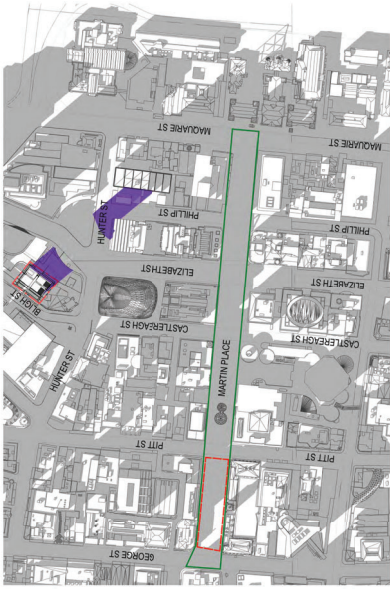 MAQUARIE ST
MAQUARIE ST
HUNTER ST
PHILLIP ST
PHILLIP ST
ELIZABETH ST
ELIZABETH ST
BLIGH ST
CASTLEREAGH ST
CASTLEREAGH ST
HUNTER ST
MARTIN PLACE
PITT ST
PITT ST
GEORGE ST